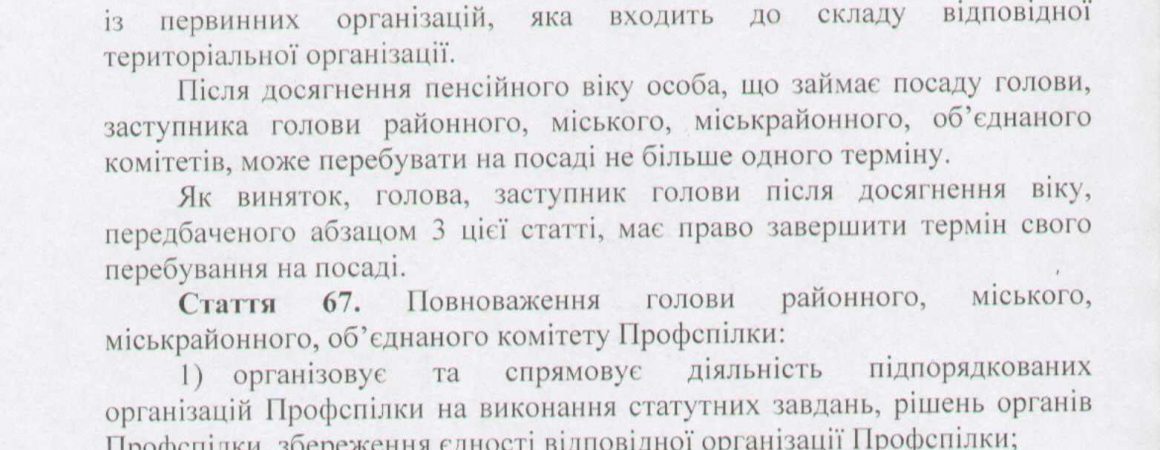 із первинних організацій, яка входить до складу відповідної
територіальної організації.
Після досягнення пенсійного віку особа, що займає посаду голови,
заступника голови районного, міського, міськрайонного, об’єднаного
комітетів, може перебувати на посаді не більше одного терміну.
Як виняток, голова, заступник голови після досягнення віку,
передбаченого абзацом 3 цієї статті, має право завершити термін свого
перебування на посаді.
Стаття 67. Повноваження голови районного, міського,
міськрайонного, об’єднаного комітету Профспілки:
1) організовує та спрямовує діяльність підпорядкованих
організацій Профспілки на виконання статутних завдань, рішень органів
Профспілки, збереження єдності відповідної організації Профспілки;